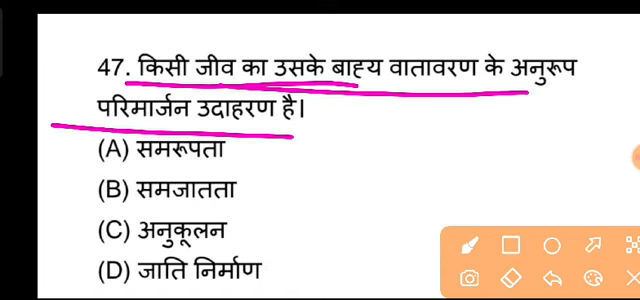 47. किसी जीव का उसके बाह्य वातावरण के अनुरूप
परिमार्जन उदाहरण है।
(A) समरूपता
(B) समजातता
(C) अनुकूलन
(D) जाति निर्माण